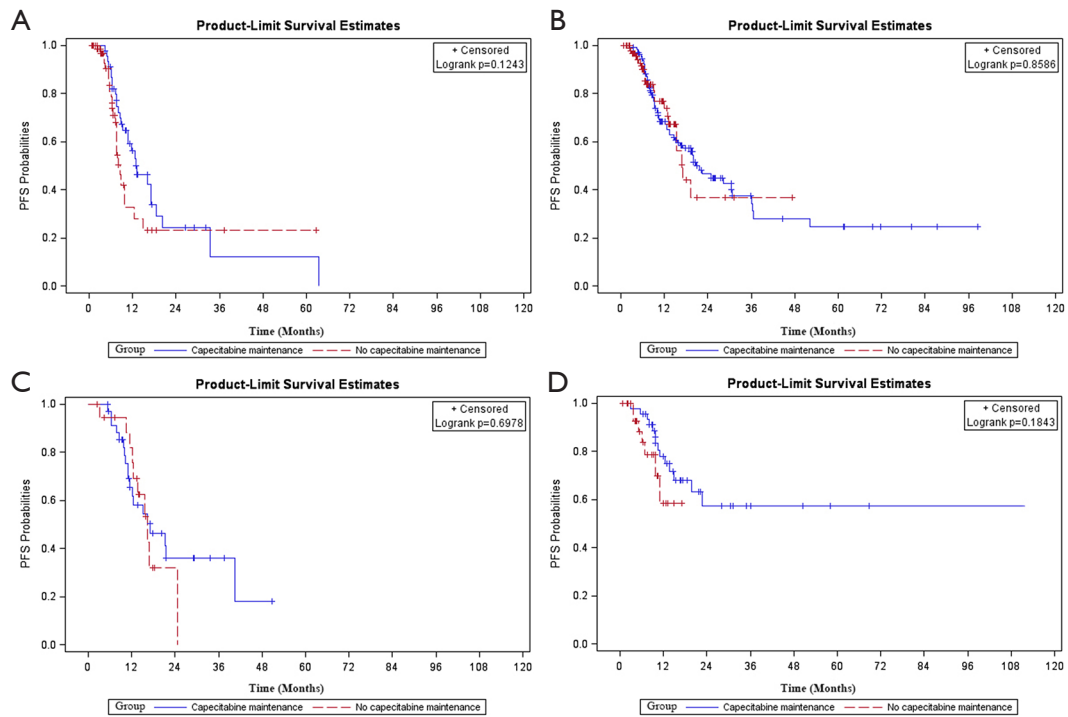 A
Product-Limit Survival Estimates
+ Censored
Logrank p=0.1243
PFS Probabilities
1.0
0.8
0.6
0.4
0.2
0.0
0 12 24 36 48 60 72 84 96 108 120
Time (Months)
Group Capecitabine maintenance No capecitabine maintenance
B
Product-Limit Survival Estimates
+ Censored
Logrank p=0.8586
PFS Probabilities
1.0
0.8
0.6
0.4
0.2
0.0
0 12 24 36 48 60 72 84 96 108 120
Time (Months)
Group Capecitabine maintenance No capecitabine maintenance
C
Product-Limit Survival Estimates
+ Censored
Logrank p=0.6978
PFS Probabilities
1.0
0.8
0.6
0.4
0.2
0.0
0 12 24 36 48 60 72 84 96 108 120
Time (Months)
Group Capecitabine maintenance No capecitabine maintenance
D
Product-Limit Survival Estimates
+ Censored
Logrank p=0.1843
PFS Probabilities
1.0
0.8
0.6
0.4
0.2
0.0
0 12 24 36 48 60 72 84 96 108 120
Time (Months)
Group Capecitabine maintenance No capecitabine maintenance